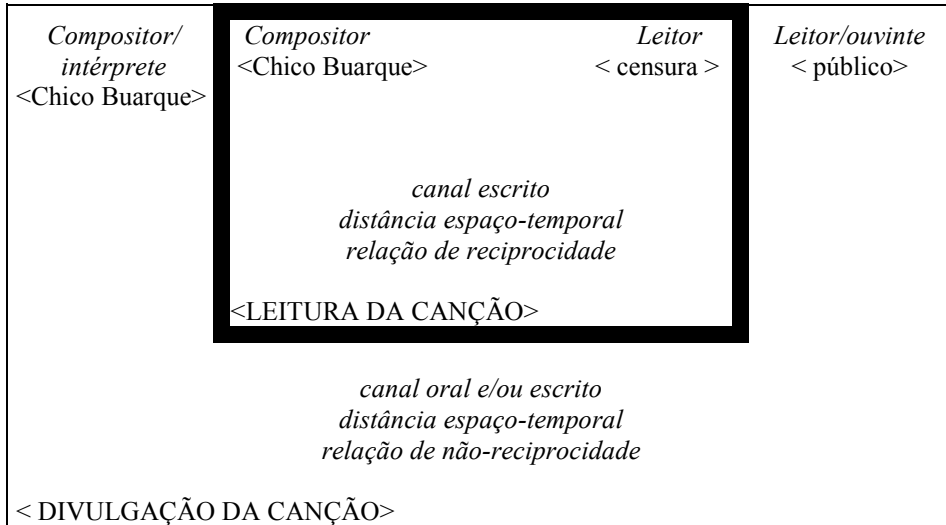 Compositor/
intérprete
<Chico Buarque>
Compositor
<Chico Buarque>
Leitor
< censura >
Leitor/ouvinte
< público>
canal escrito
distância espaço-temporal
relação de reciprocidade
<LEITURA DA CANÇÃO>
canal oral e/ou escrito
distância espaço-temporal
relação de não-reciprocidade
< DIVULGAÇÃO DA CANÇÃO>